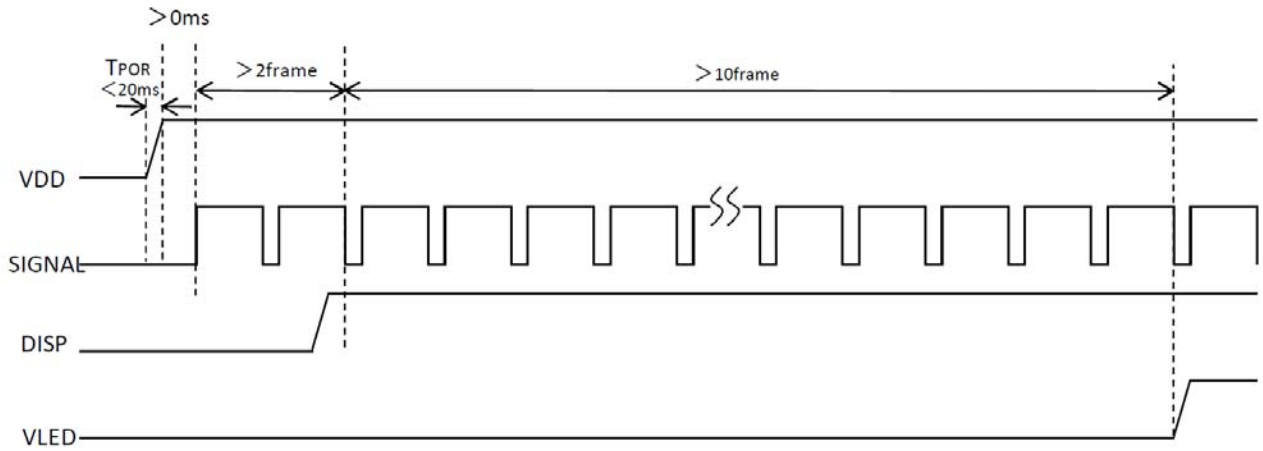 ＞0ms
TPOR
＜20ms
＞2frame
＞10frame
VDD
SIGNAL
DISP
VLED